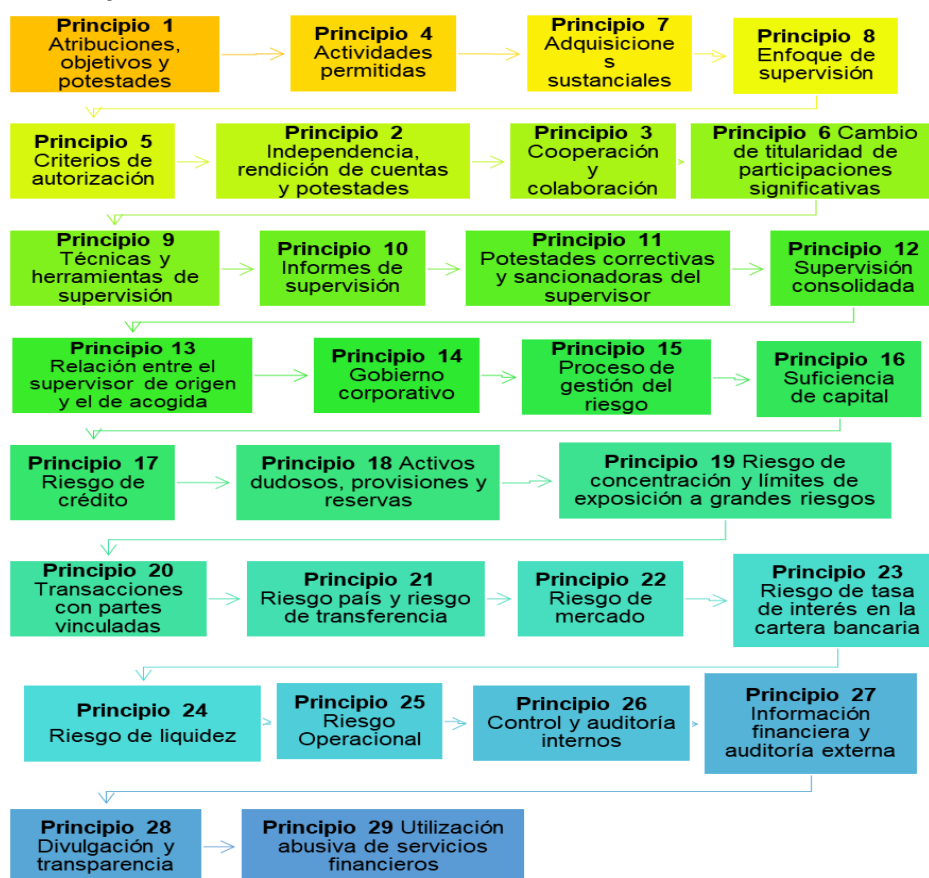 Principio 1
Atribuciones,
objetivos y
potestades
Principio 4
Actividades
permitidas
Principio 7
Adquisicione
s
sustanciales
Principio 8
Enfoque de
supervisión
Principio 5
Criterios de
autorización
Principio 2
Independencia,
rendición de cuentas
y potestades
Principio 3
Cooperación
y
colaboración
Principio 6 Cambio
de titularidad de
participaciones
significativas
Principio 9
Técnicas y
herramientas de
supervisión
Principio 10
Informes de
supervisión
Principio 11
Potestades correctivas
y sancionadoras del
supervisor
Principio 12
Supervisión
consolidada
Principio 13
Relación entre el
supervisor de origen
y el de acogida
Principio 14
Gobierno
corporativo
Principio 15
Proceso de
gestión del
riesgo
Principio 16
Suficiencia
de capital
Principio 17
Riesgo de
crédito
Principio 18 Activos
dudosos, provisiones y
reservas
Principio 19 Riesgo de
concentración y límites de
exposición a grandes riesgos
Principio 20
Transacciones
con partes
vinculadas
Principio 21
Riesgo país y riesgo
de transferencia
Principio 22
Riesgo de
mercado
Principio 23
Riesgo de tasa
de interés en la
cartera bancaria
Principio 24
Riesgo de liquidez
Principio 25
Riesgo
Operacional
Principio 26
Control y auditoría
internos
Principio 27
Información
financiera y
auditoría externa
Principio 28
Divulgación y
transparencia
Principio 29 Utilización
abusiva de servicios
financieros